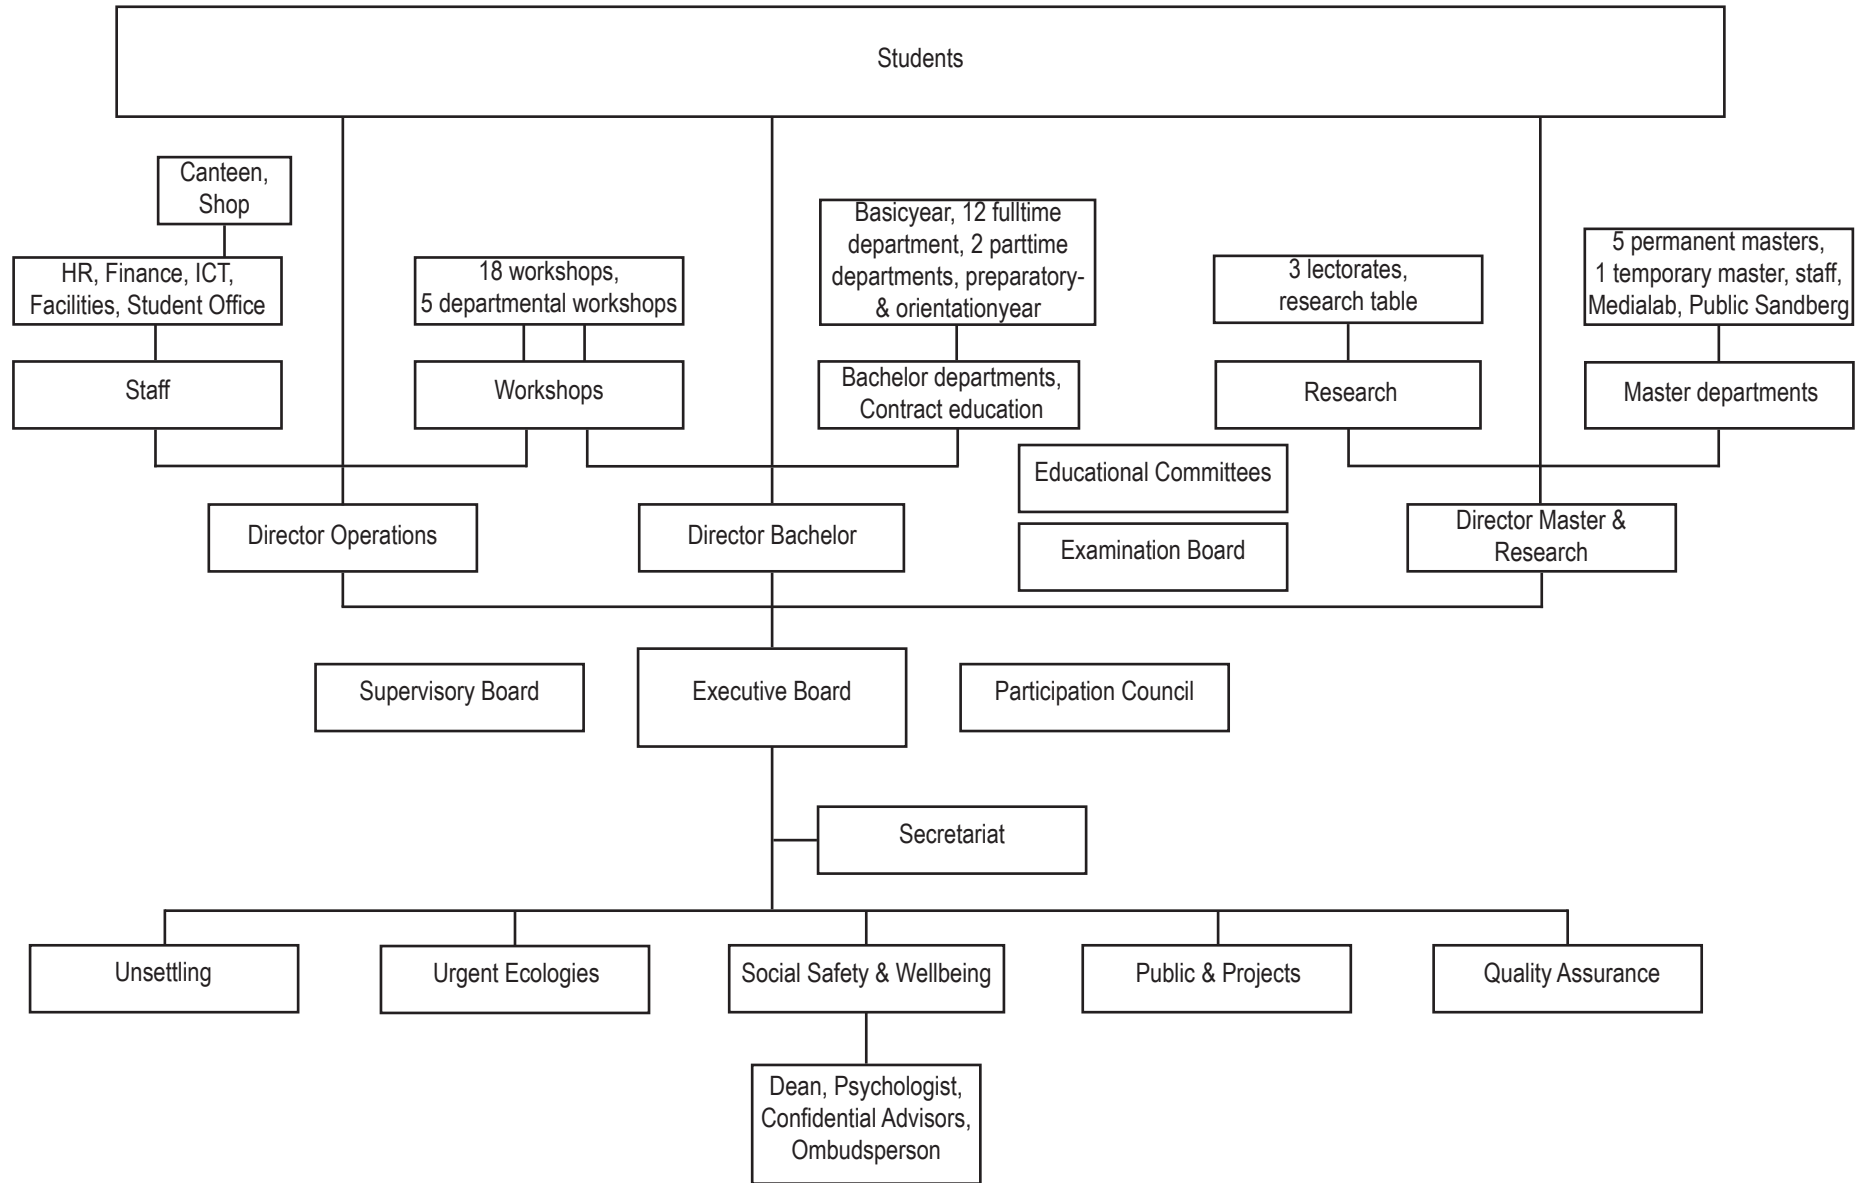 Students
Canteen,
Shop
HR, Finance, ICT,
Facilities, Student Office
18 workshops,
5 departmental workshops
Basicyear, 12 fulltime
department, 2 parttime
departments, preparatory-
& orientationyear
3 lectorates,
research table
5 permanent masters,
1 temporary master, staff,
Medialab, Public Sandberg
Staff
Workshops
Bachelor departments,
Contract education
Research
Master departments
Educational Committees
Director Operations
Director Bachelor
Examination Board
Director Master &
Research
Supervisory Board
Executive Board
Participation Council
Secretariat
Unsettling
Urgent Ecologies
Social Safety & Wellbeing
Public & Projects
Quality Assurance
Dean, Psychologist,
Confidential Advisors,
Ombudsperson